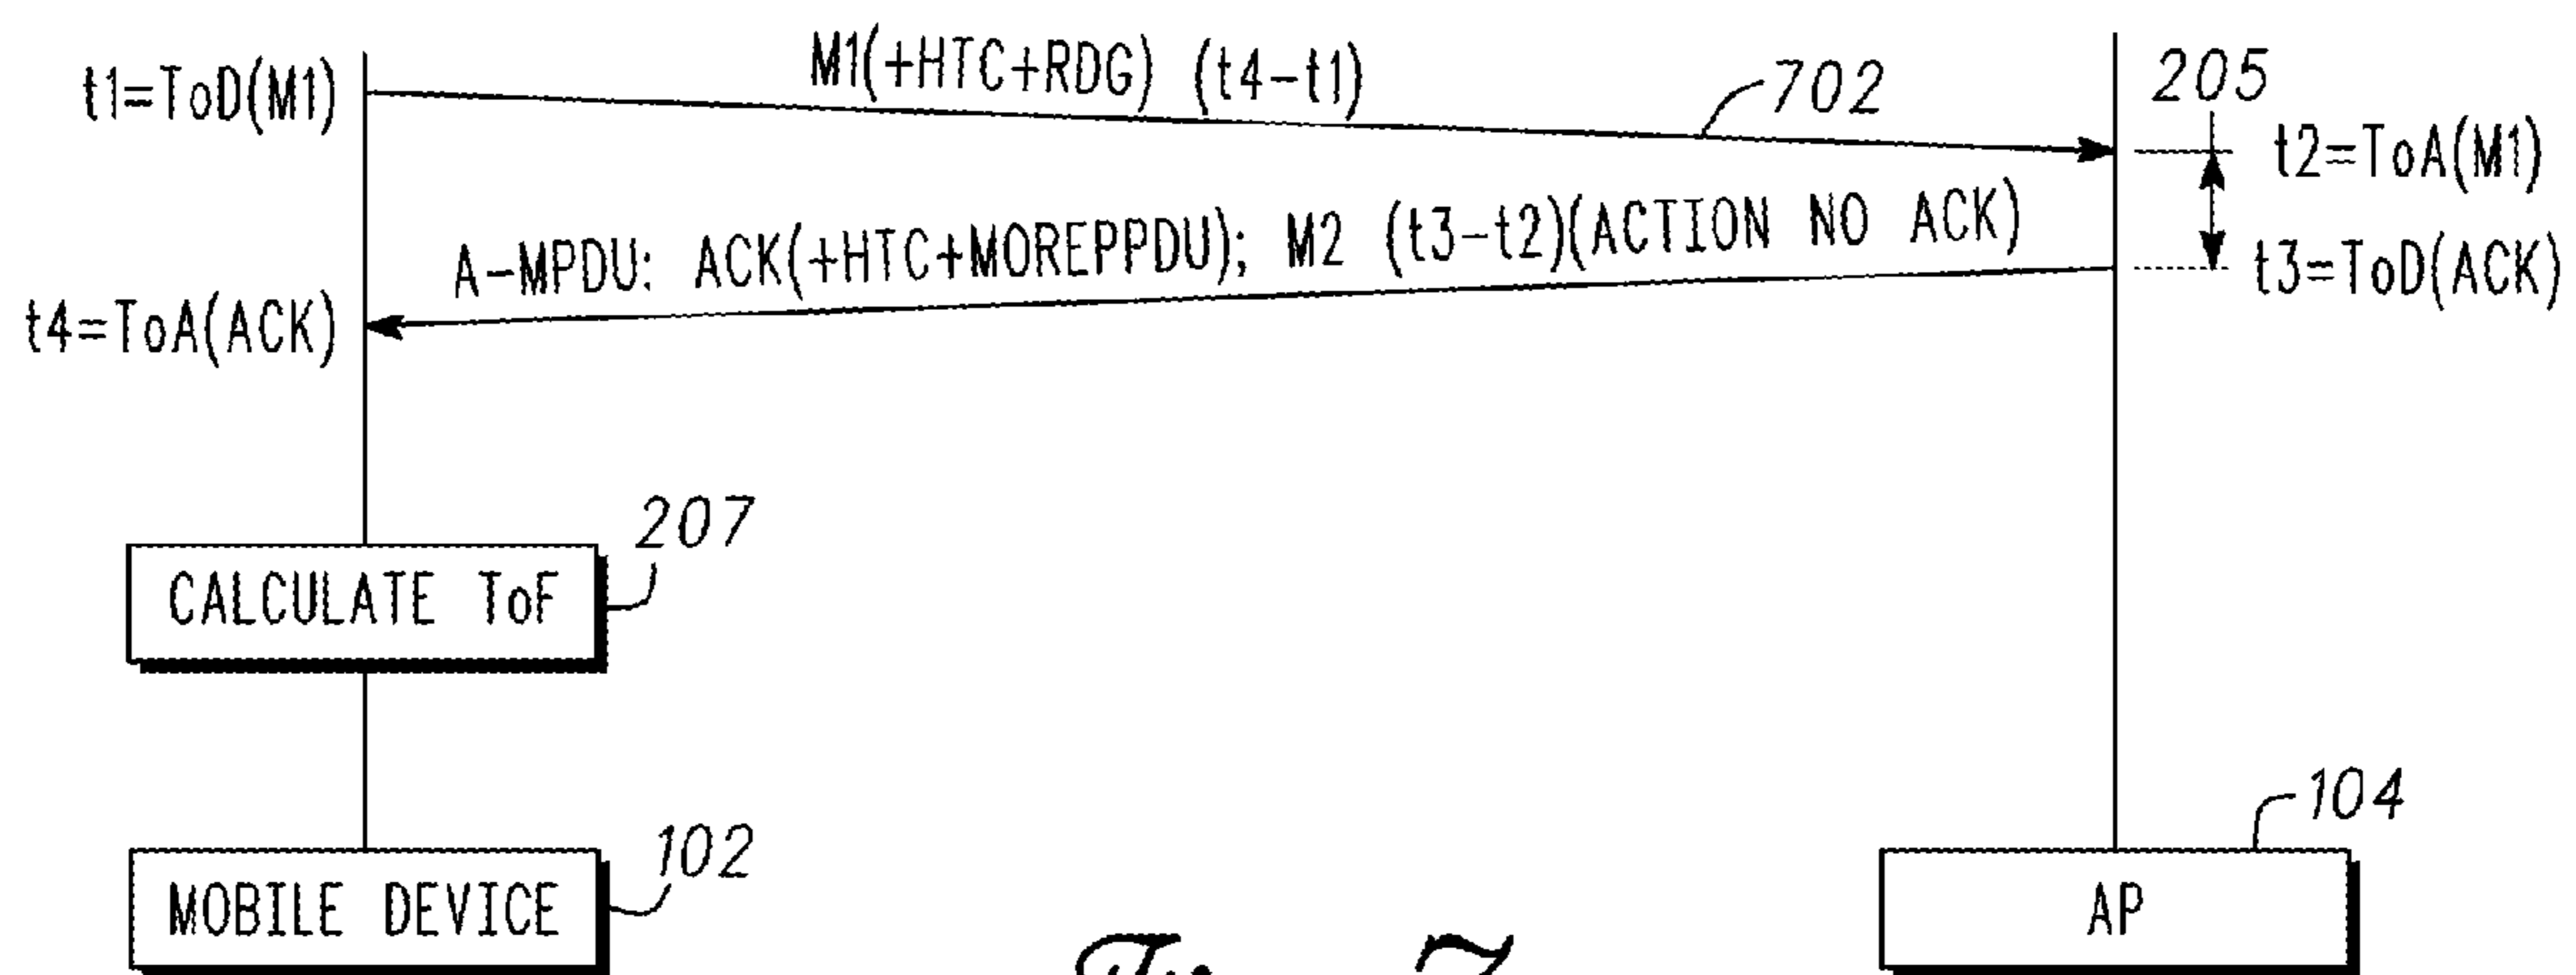 M1(+HTC+RDG) (t4-t1)
t1=ToD(M1)
702
205
t2=ToA(M1)
A-MPDU: ACK(+HTC+MOREPPDU); M2 (t3-t2)(ACTION NO ACK)
t3=ToD(ACK)
t4=ToA(ACK)
207
CALCULATE ToF
102
MOBILE DEVICE
104
AP